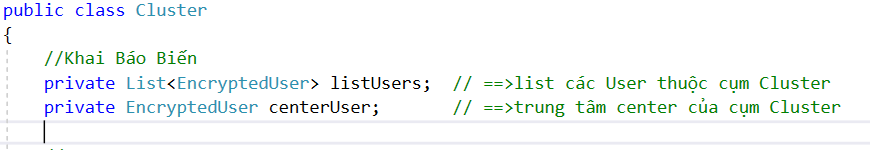 public class Cluster
{
//Khai Báo Biến
private List<EncryptedUser> listUsers; // ==>list các User thuộc cụm Cluster
private EncryptedUser centerUser; // ==>trung tâm center của cụm Cluster